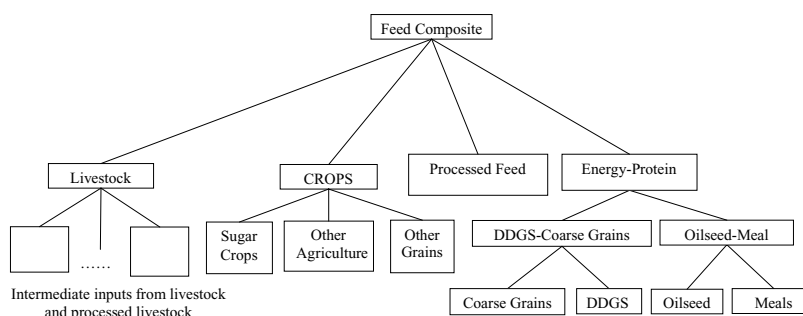 Feed Composite
Livestock
CROPS
Processed Feed
Energy-Protein
Sugar
Crops
Other
Agriculture
Other
Grains
DDGS-Coarse Grains
Oilseed-Meal
......
Coarse Grains
DDGS
Oilseed
Meals
Intermediate inputs from livestock
and processed livestock